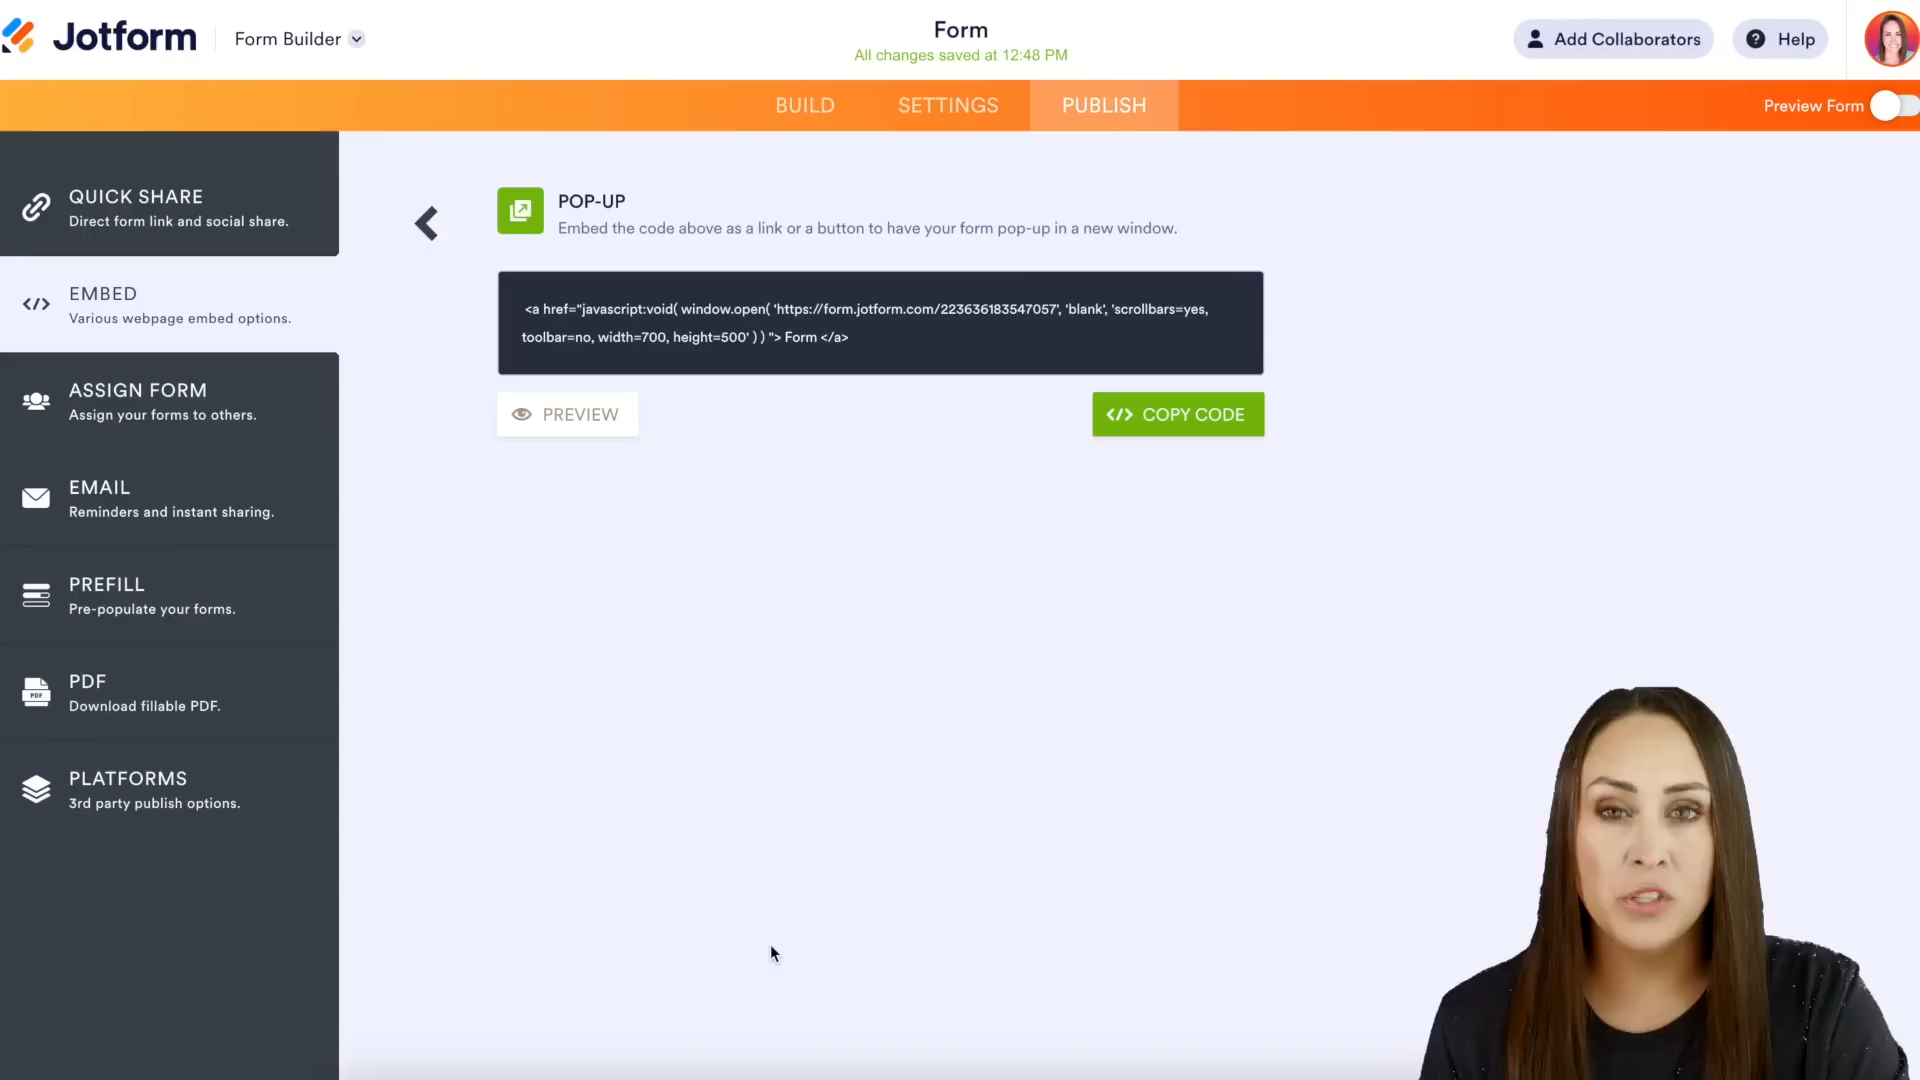 Jotform
Form Builder
Form
All changes saved at 12:48 PM
Add Collaborators
Help
BUILD
SETTINGS
PUBLISH
Preview Form
QUICK SHARE
Direct form link and social share.
EMBED
Various webpage embed options.
ASSIGN FORM
Assign your forms to others.
EMAIL
Reminders and instant sharing.
PREFILL
Pre-populate your forms.
PDF
PDF
Download fillable PDF.
PLATFORMS
3rd party publish options.
POP-UP
Embed the code above as a link or a button to have your form pop-up in a new window.
<a href="javascript:void( window.open( 'https://form.jotform.com/223636183547057', 'blank', 'scrollbars=yes,
toolbar=no, width=700, height=500' ) ) "> Form </a>
PREVIEW
</> COPY CODE